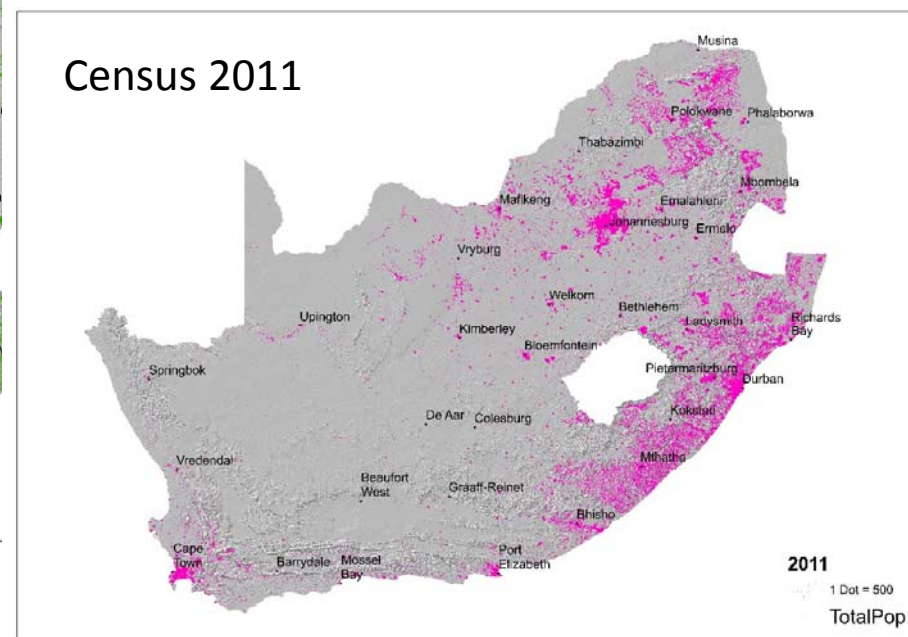 Census 2011
Musina
Polokwane
Phalaborwa
Thabazimbi
Mbombela
Mafikeng
Emalahleni
Johannesburg
Ermelo
Vryburg
Welkom
Bethlehem
Upington
Ladysmith
Richards
Bay
Kimberley
Bloemfontein
Springbok
Pietermaritzburg
Durban
De Aar
Colesburg
Kokstad
Vredendal
Mthatha
Beaufort
West
Graaff-Reinet
Bhisho
Cape
Town
Barrydale
Mossel
Bay
Port
Elizabeth
2011
1 Dot = 500
TotalPop